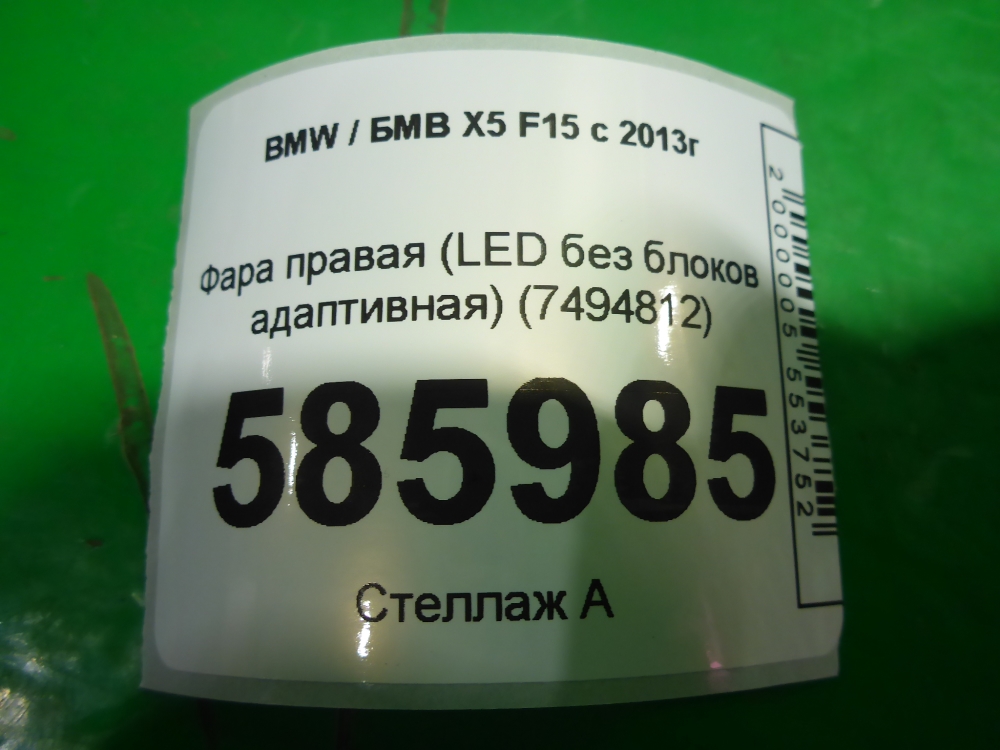 BMW / БМВ X5 F15 с 2013г
Фара правая (LED без блоков
адаптивная) (7494812)
585985
Стеллаж А
2000005553752